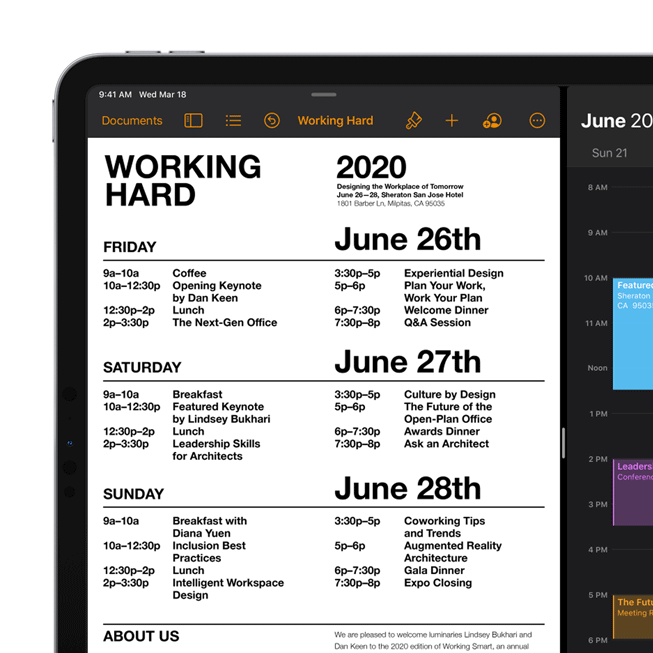 9:41 AM Wed Mar 18
Documents
Working Hard
WORKING
HARD
2020
Designing the Workplace of Tomorrow
June 26—28, Sheraton San Jose Hotel
1801 Barber Ln, Milpitas, CA 95035
FRIDAY
June 26th
9a–10a Coffee
10a–12:30p Opening Keynote
by Dan Keen
12:30p–2p Lunch
2p–3:30p The Next-Gen Office
3:30p–5p Experiential Design
5p–6p Plan Your Work,
Work Your Plan
6p–7:30p Welcome Dinner
7:30p–8p Q&A Session
SATURDAY
June 27th
9a–10a Breakfast
10a–12:30p Featured Keynote
by Lindsey Bukhari
12:30p–2p Lunch
2p–3:30p Leadership Skills
for Architects
3:30p–5p Culture by Design
5p–6p The Future of the
Open-Plan Office
6p–7:30p Awards Dinner
7:30p–8p Ask an Architect
SUNDAY
June 28th
9a–10a Breakfast with
Diana Yuen
10a–12:30p Inclusion Best
Practices
12:30p–2p Lunch
2p–3:30p Intelligent Workspace
Design
3:30p–5p Coworking Tips
and Trends
5p–6p Augmented Reality
Architecture
6p–7:30p Gala Dinner
7:30p–8p Expo Closing
ABOUT US
We are pleased to welcome luminaries Lindsey Bukhari and
Dan Keen to the 2020 edition of Working Smart, an annual
June 20
Sun 21
8 AM
9 AM
10 AM
Featured
Sheraton
CA 9503
11 AM
Noon
1 PM
2 PM
Leaders
Conferen
3 PM
4 PM
5 PM
The Futu
Meeting R
6 PM